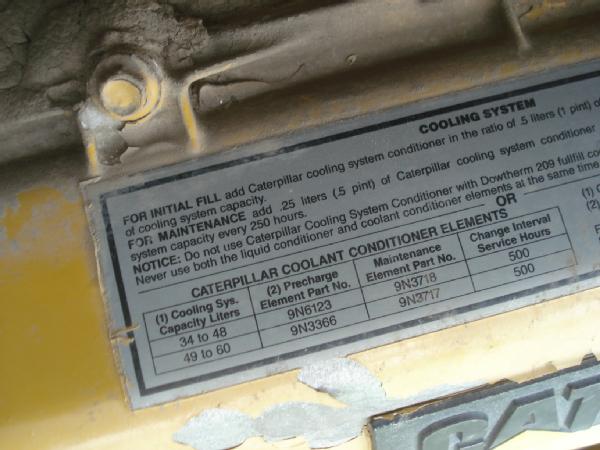 COOLING SYSTEM
FOR INITIAL FILL add Caterpillar cooling system conditioner in the ratio of .5 liters (1 pint) of
of cooling system capacity.
FOR MAINTENANCE add .25 liters (.5 pint) of Caterpillar cooling system conditioner
system capacity every 250 hours.
NOTICE: Do not use Caterpillar Cooling System Conditioner with Dowtherm 209 fullfill
Never use both the liquid conditioner and coolant conditioner elements at the same time
OR
CATERPILLAR COOLANT CONDITIONER ELEMENTS
(1) Cooling Sys. (2) Precharge Maintenance Change Interval
Capacity Liters Element Part No. Element Part No. Service Hours
34 to 48 9N6123 9N3718 500
49 to 60 9N3366 9N3717 500
CAT